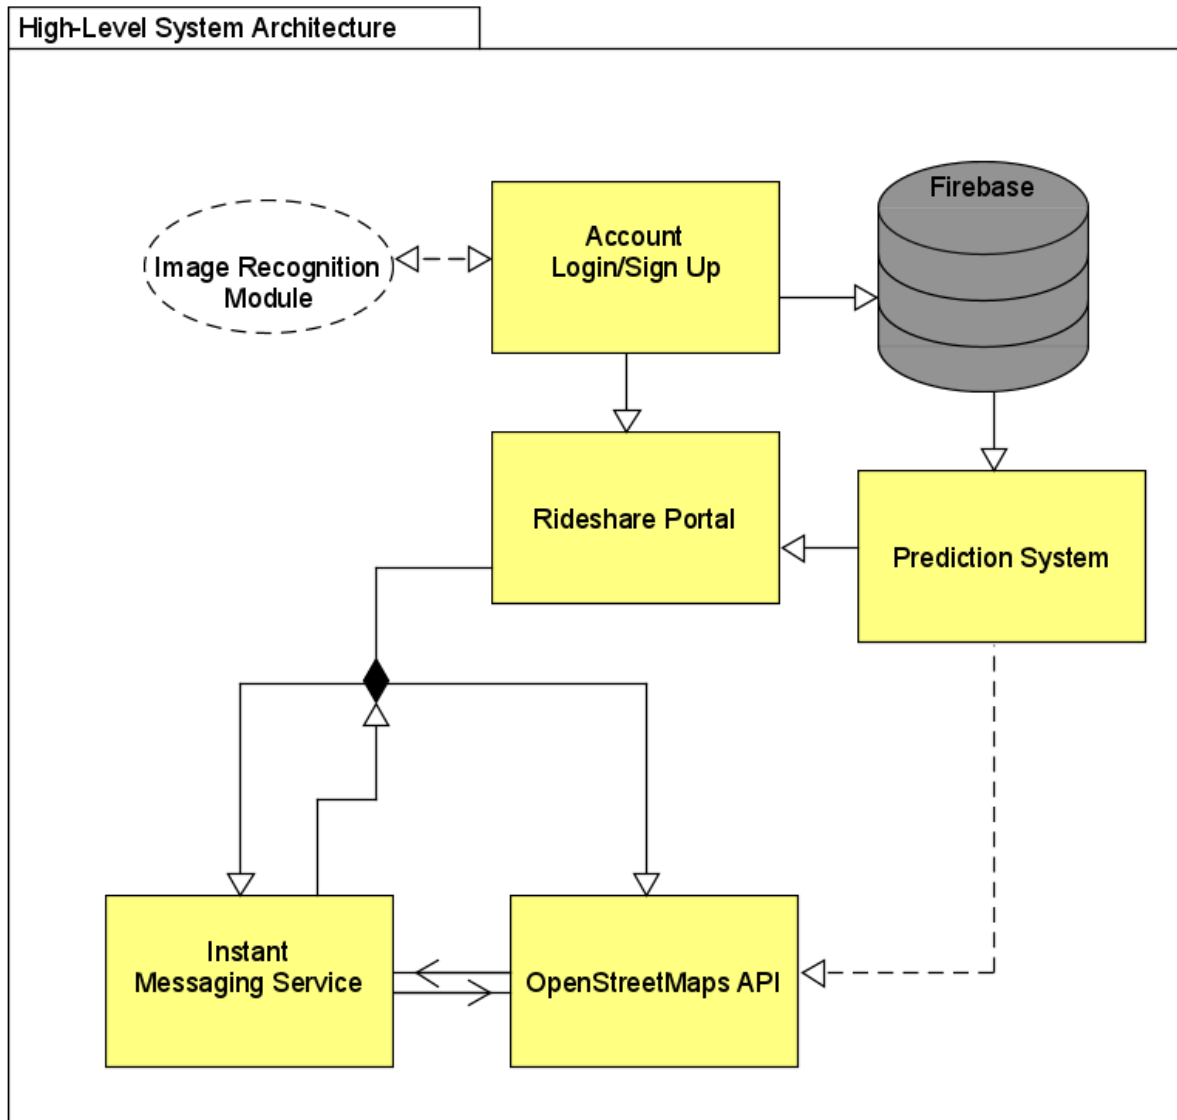 High-Level System Architecture
Firebase
Account
Login/Sign Up
Image Recognition
Module
Rideshare Portal
Prediction System
Instant
Messaging Service
OpenStreetMaps API